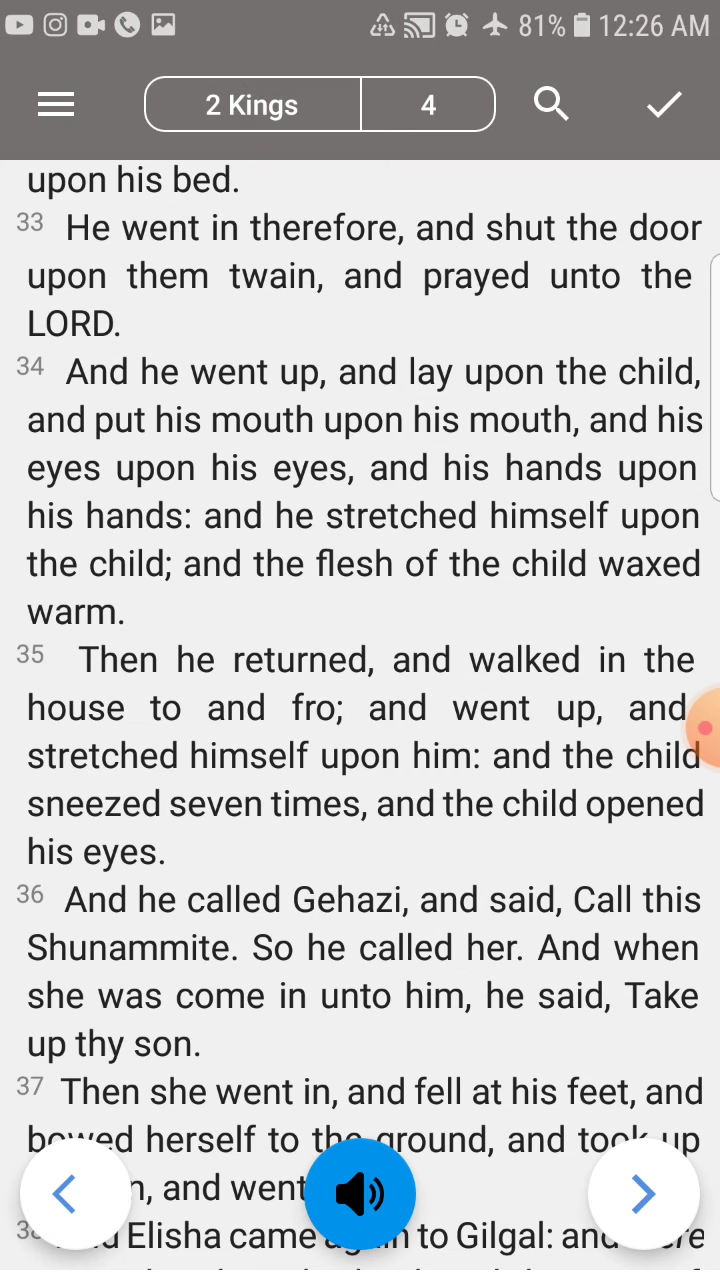 81% 12:26 AM
2 Kings 4
upon his bed.
33 He went in therefore, and shut the door
upon them twain, and prayed unto the
LORD.
34 And he went up, and lay upon the child,
and put his mouth upon his mouth, and his
eyes upon his eyes, and his hands upon
his hands: and he stretched himself upon
the child; and the flesh of the child waxed
warm.
35 Then he returned, and walked in the
house to and fro; and went up, and
stretched himself upon him: and the child
sneezed seven times, and the child opened
his eyes.
36 And he called Gehazi, and said, Call this
Shunammite. So he called her. And when
she was come in unto him, he said, Take
up thy son.
37 Then she went in, and fell at his feet, and
bowed herself to the ground, and took up
and went
Elisha came again to Gilgal: and